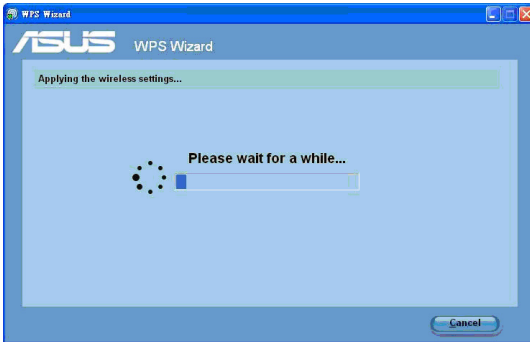 WPS Wizard
ASUS WPS Wizard
Applying the wireless settings...
Please wait for a while...
Cancel